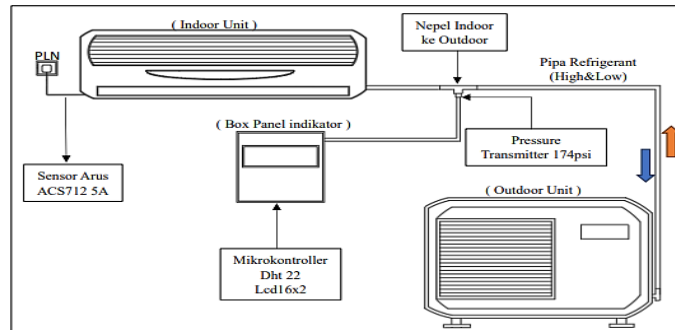 ( Indoor Unit )
Nepel Indoor
ke Outdoor
PLN
Pipa Refrigerant
(High&Low)
( Box Panel indikator )
Pressure
Transmitter 174psi
Sensor Arus
ACS712 5A
( Outdoor Unit )
Mikrokontroller
Dht 22
Lcd16x2